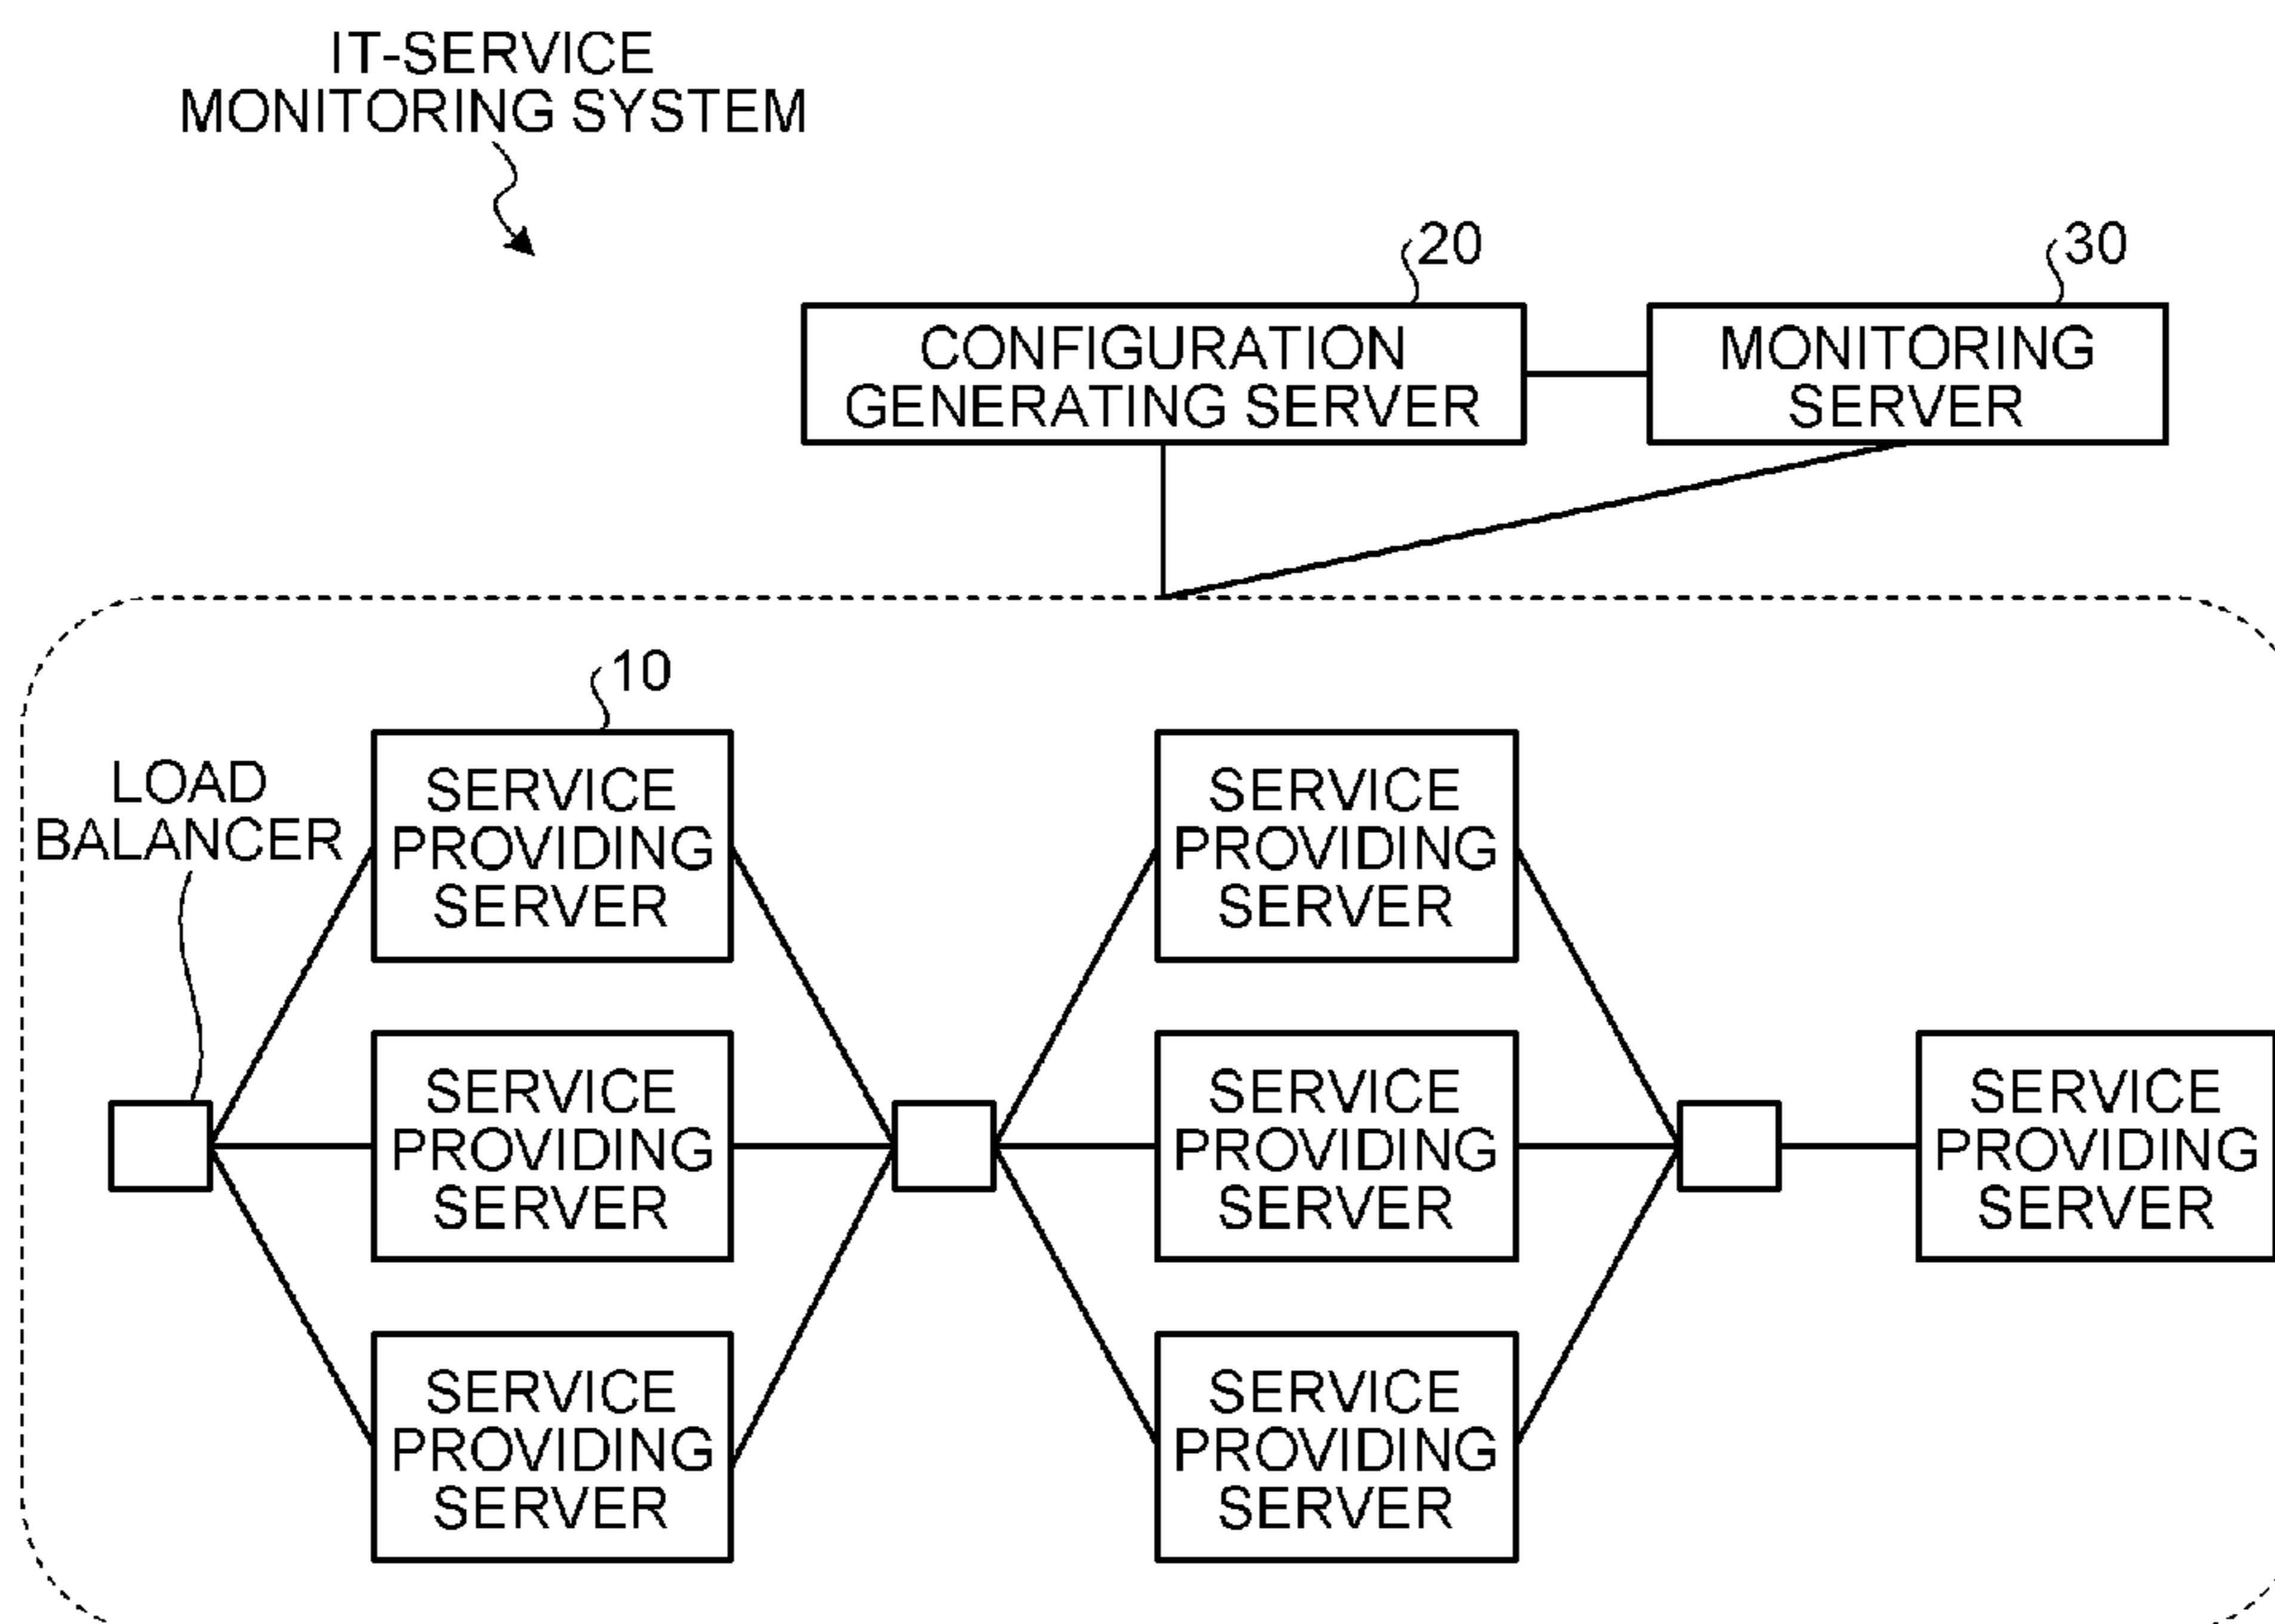 IT-SERVICE
MONITORING SYSTEM
20
30
CONFIGURATION
GENERATING SERVER
MONITORING
SERVER
10
LOAD
BALANCER
SERVICE
PROVIDING
SERVER
SERVICE
PROVIDING
SERVER
SERVICE
PROVIDING
SERVER
SERVICE
PROVIDING
SERVER
SERVICE
PROVIDING
SERVER
SERVICE
PROVIDING
SERVER
SERVICE
PROVIDING
SERVER